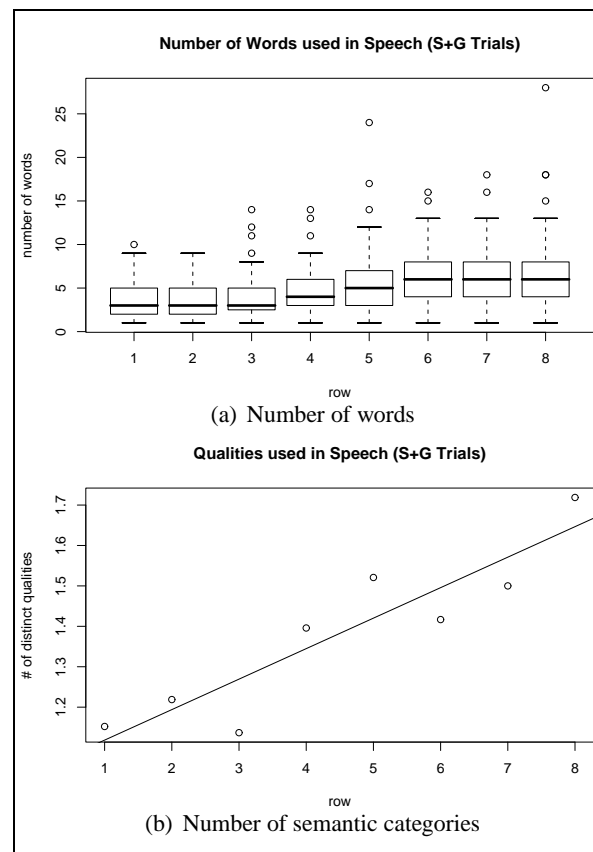 Number of Words used in Speech (S+G Trials)
number of words
25
20
15
10
5
0
1 2 3 4 5 6 7 8
row
(a) Number of words
Qualities used in Speech (S+G Trials)
# of distinct qualities
1.7
1.6
1.5
1.4
1.3
1.2
1 2 3 4 5 6 7 8
row
(b) Number of semantic categories